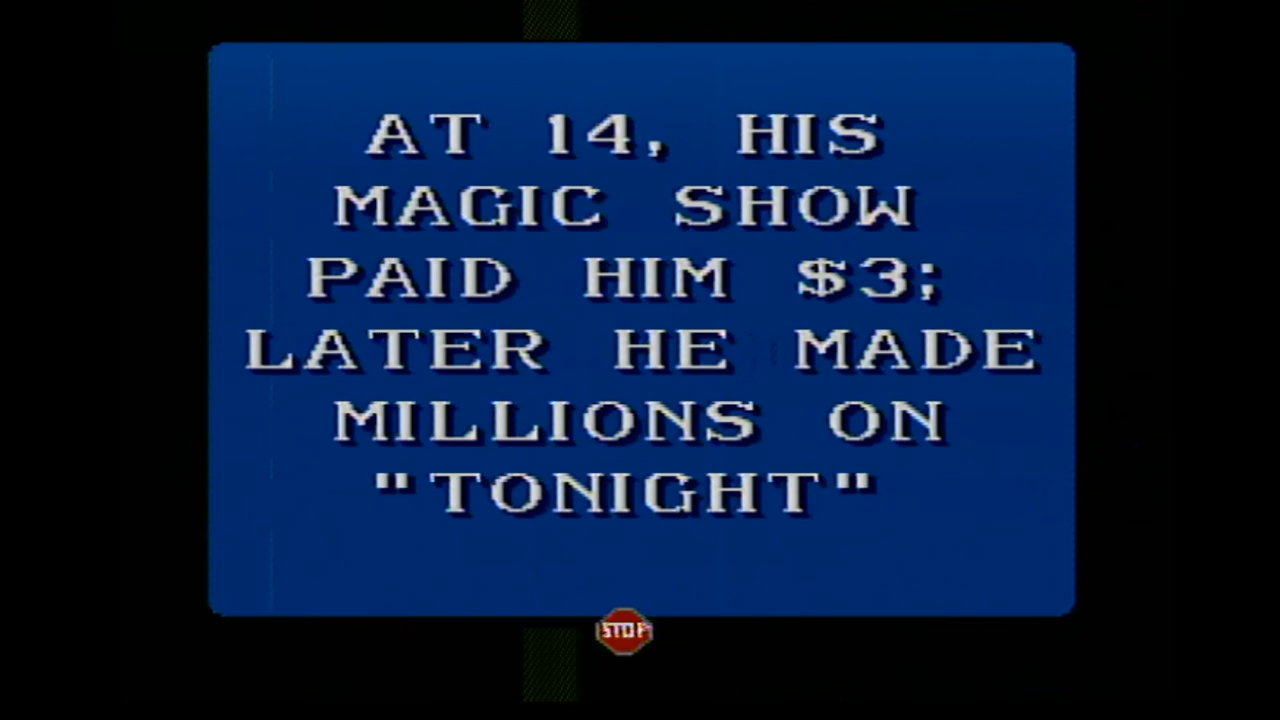 AT 14, HIS
MAGIC SHOW
PAID HIM $3;
LATER HE MADE
MILLIONS ON
"TONIGHT"
STOP